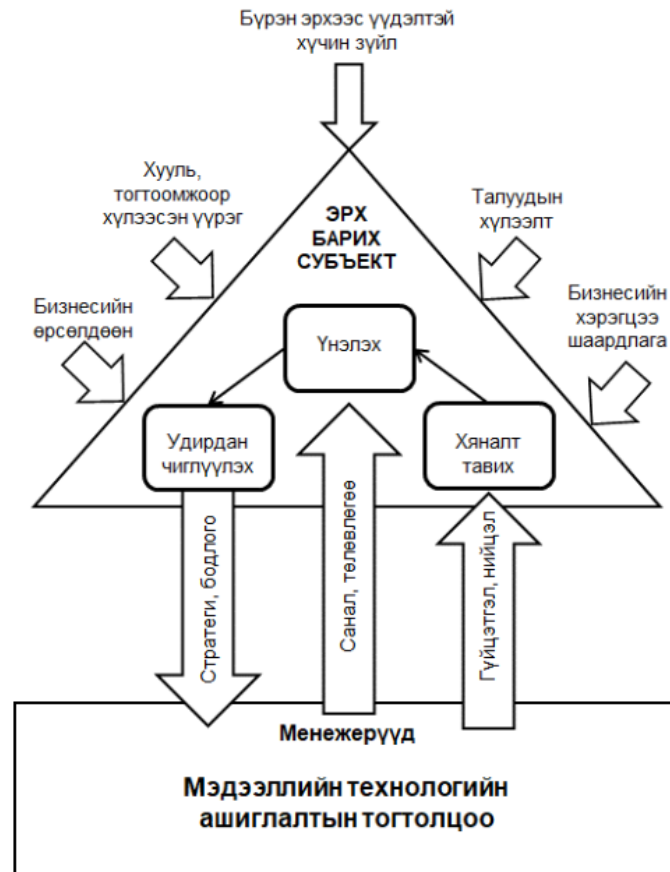 Бүрэн эрхээс үүдэлтэй
хүчин зүйл
Хууль,
тогтоомжоор
хүлээсэн үүрэг
Талуудын
хүлээлт
ЭРХ
БАРИХ
СУБЪЕКТ
Бизнесийн
өрсөлдөөн
Бизнесийн
хэрэгцээ
шаардлага
Үнэлэх
Удирдан
чиглүүлэх
Хяналт
тавих
Стратеги, бодлого
Санал, төлөвлөгөө
Гүйцэтгэл, нийцэл
Менежерүүд
Мэдээллийн технологийн
ашиглалтын тогтолцоо